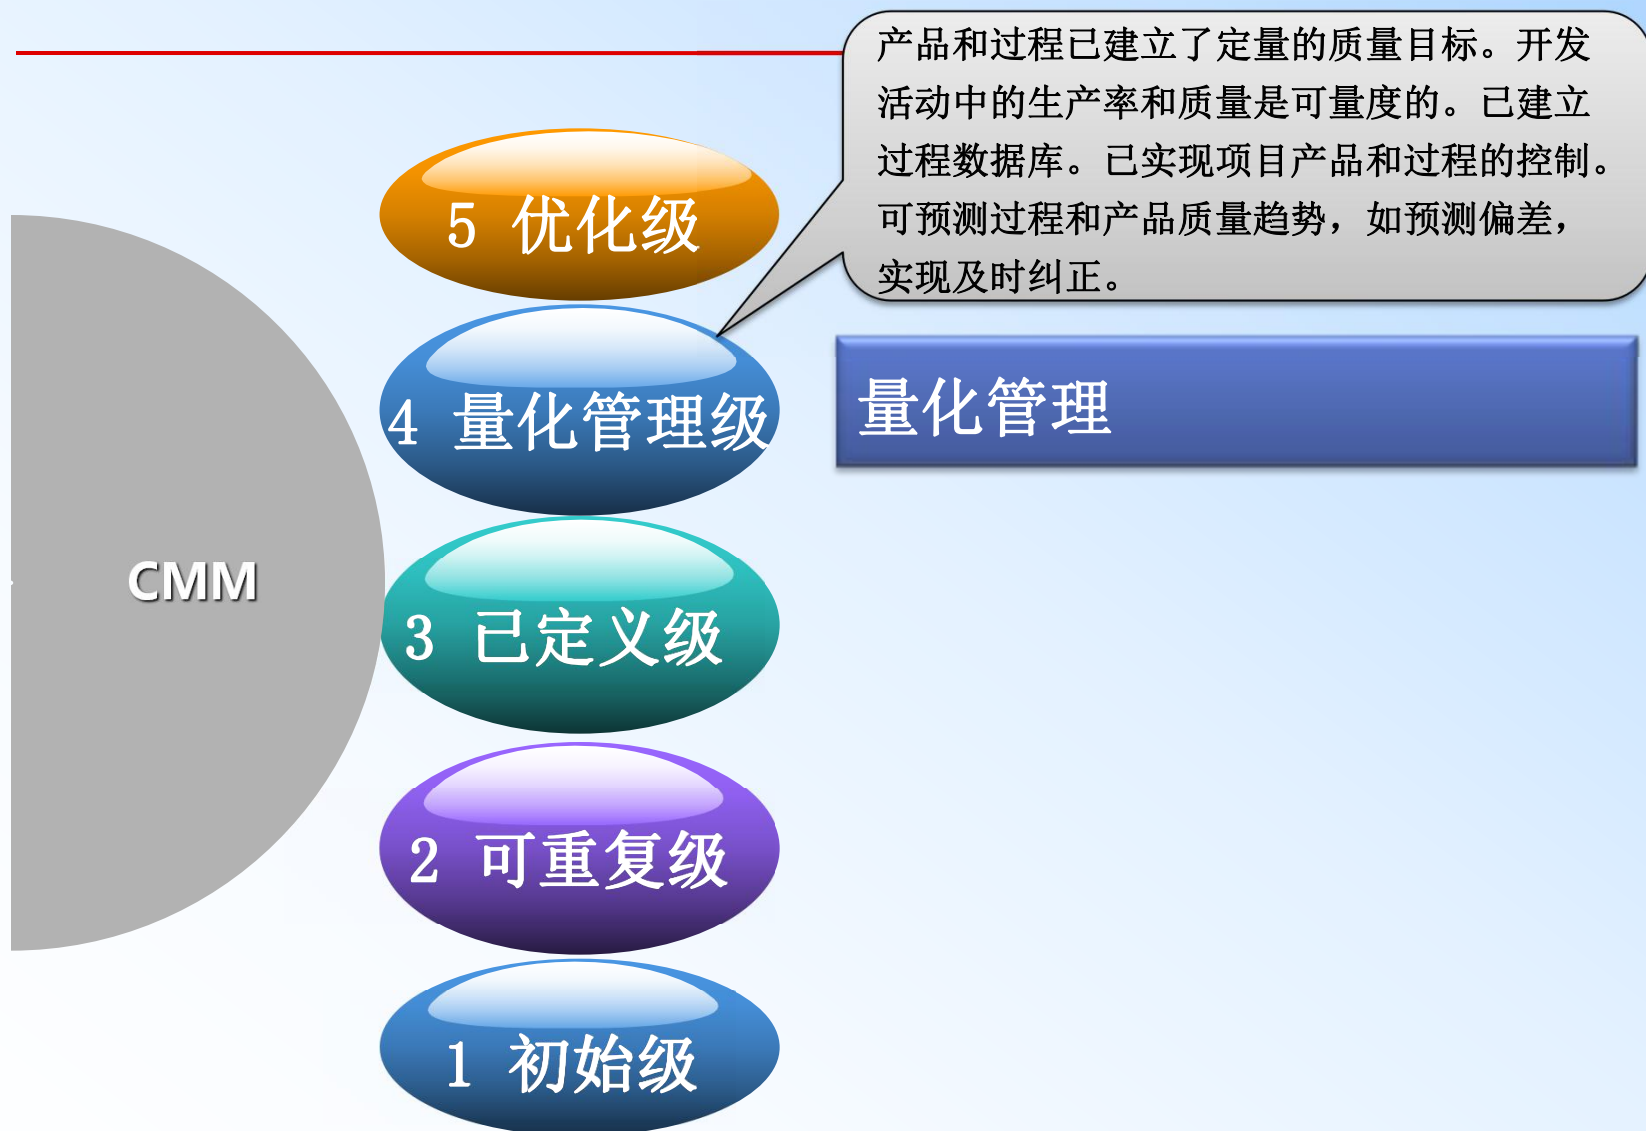 产品和过程已建立了定量的质量目标。开发
活动中的生产率和质量是可量度的。已建立
过程数据库。已实现项目产品和过程的控制。
可预测过程和产品质量趋势，如预测偏差，
实现及时纠正。
5 优化级
4 量化管理级
量化管理
CMM
3 已定义级
2 可重复级
1 初始级